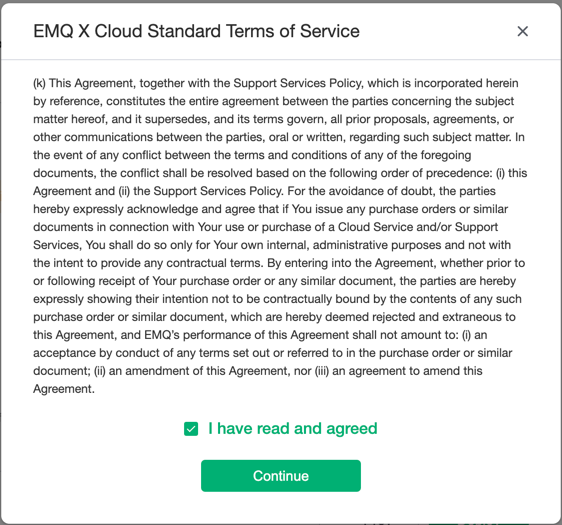 EMQ X Cloud Standard Terms of Service
(k) This Agreement, together with the Support Services Policy, which is incorporated herein
by reference, constitutes the entire agreement between the parties concerning the subject
matter hereof, and it supersedes, and its terms govern, all prior proposals, agreements, or
other communications between the parties, oral or written, regarding such subject matter. In
the event of any conflict between the terms and conditions of any of the foregoing
documents, the conflict shall be resolved based on the following order of precedence: (i) this
Agreement and (ii) the Support Services Policy. For the avoidance of doubt, the parties
hereby expressly acknowledge and agree that if You issue any purchase orders or similar
documents in connection with Your use or purchase of a Cloud Service and/or Support
Services, You shall do so only for Your own internal, administrative purposes and not with
the intent to provide any contractual terms. By entering into the Agreement, whether prior to
or following receipt of Your purchase order or any similar document, the parties are hereby
expressly showing their intention not to be contractually bound by the contents of any such
purchase order or similar document, which are hereby deemed rejected and extraneous to
this Agreement, and EMQ's performance of this Agreement shall not amount to: (i) an
acceptance by conduct of any terms set out or referred to in the purchase order or similar
document; (ii) an amendment of this Agreement, nor (iii) an agreement to amend this
Agreement.
I have read and agreed
Continue